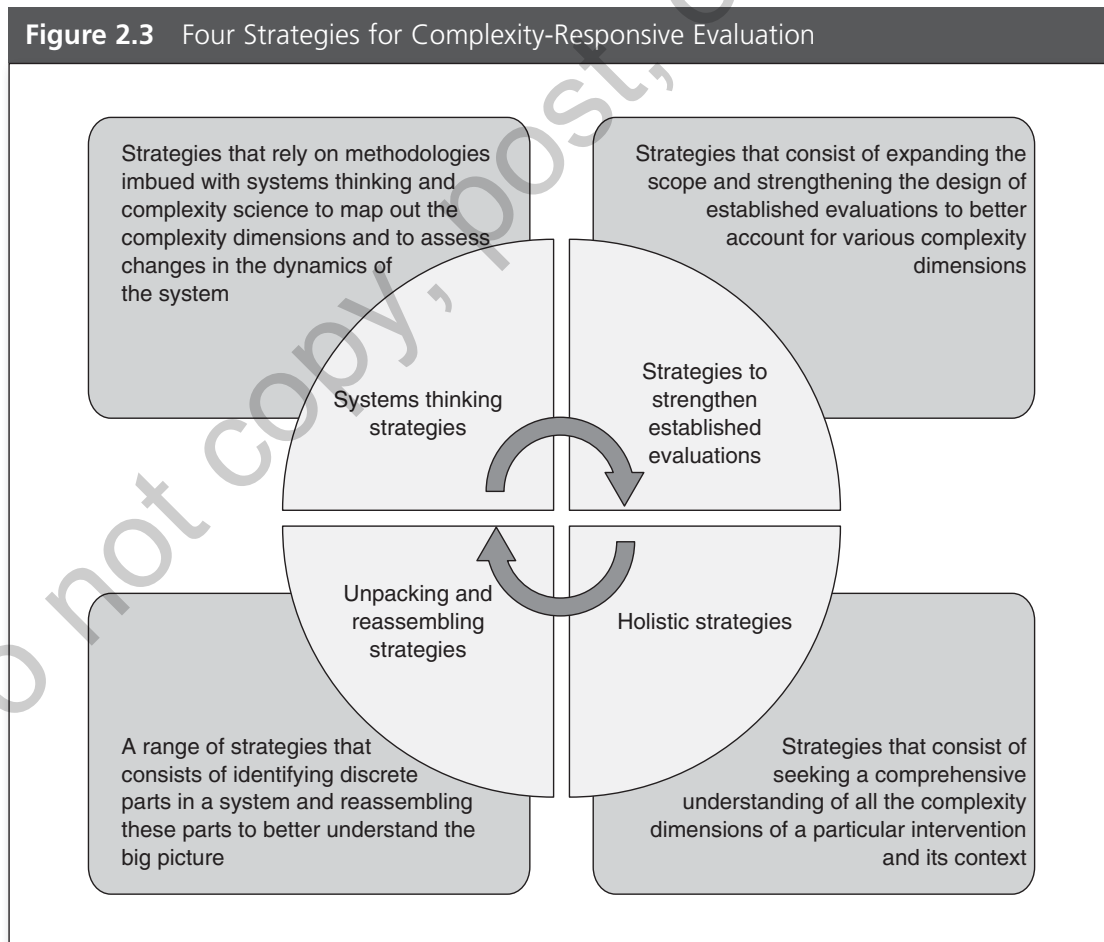 Figure 2.3 Four Strategies for Complexity-Responsive Evaluation
Strategies that rely on methodologies
imbued with systems thinking and
complexity science to map out the
complexity dimensions and to assess
changes in the dynamics of
the system
Strategies that consist of expanding the
scope and strengthening the design of
established evaluations to better
account for various complexity
dimensions
Systems thinking
strategies
Strategies to
strengthen
established
evaluations
Unpacking and
reassembling
strategies
Holistic strategies
A range of strategies that
consists of identifying discrete
parts in a system and reassembling
these parts to better understand the
big picture
Strategies that consist of
seeking a comprehensive
understanding of all the complexity
dimensions of a particular intervention
and its context
not copy, post,